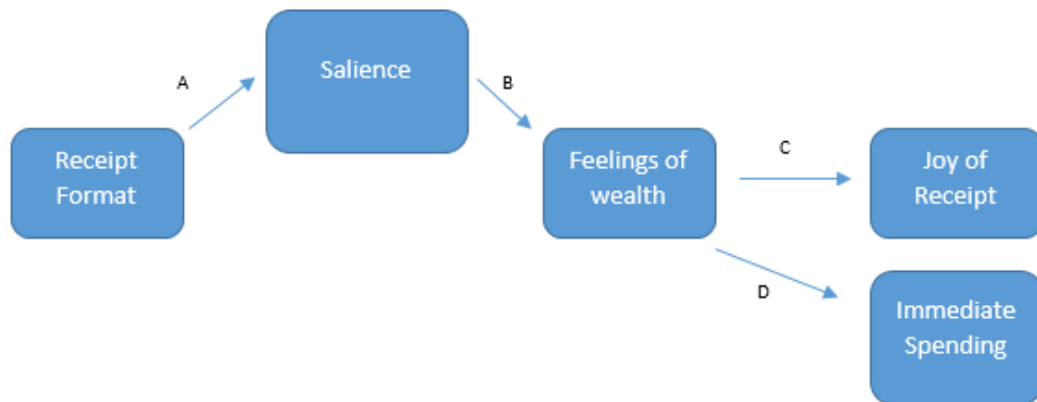 Salience
A
B
Receipt
Format
Feelings of
wealth
C
Joy of
Receipt
D
Immediate
Spending